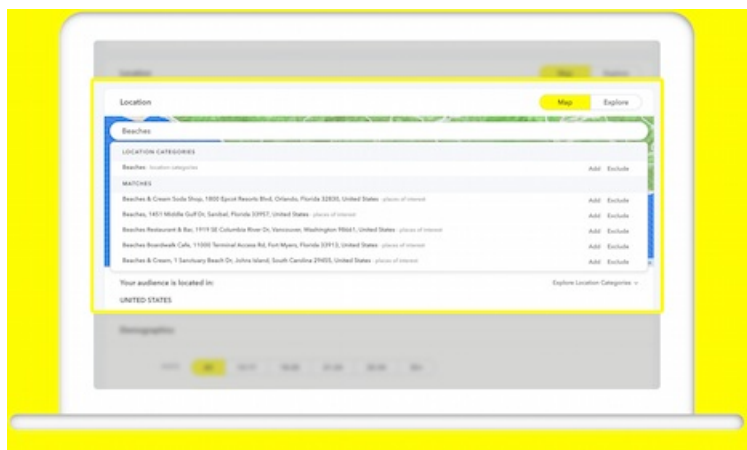 Location
Map Explore
Beaches
LOCATION CATEGORIES
Beaches · location categories Add Exclude
MATCHES
Beaches & Cream Soda Shop, 1800 Epcot Resorts Blvd, Orlando, Florida 32830, United States · places of interest Add Exclude
Beaches, 1451 Middle Gulf Dr, Sanibel, Florida 33957, United States · places of interest Add Exclude
Beaches Restaurant & Bar, 1919 SE Columbia River Dr, Vancouver, Washington 98661, United States · places of interest Add Exclude
Beaches Boardwalk Cafe, 11000 Terminal Access Rd, Fort Myers, Florida 33913, United States · places of interest Add Exclude
Beaches & Cream, 1 Sanctuary Beach Dr, Johns Island, South Carolina 29455, United States · places of interest Add Exclude
Your audience is located in: Explore Location Categories
UNITED STATES
Demographics